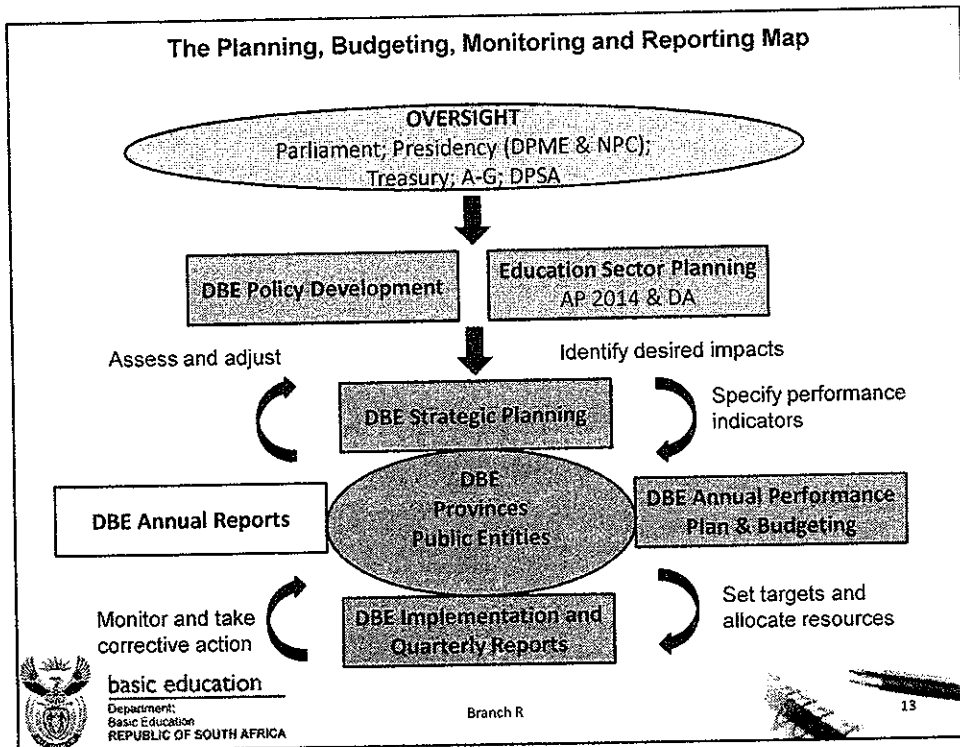 The Planning, Budgeting, Monitoring and Reporting Map
OVERSIGHT
Parliament; Presidency (DPME & NPC);
Treasury; A-G; DPSA
DBE Policy Development
Education Sector Planning
AP 2014 & DA
Assess and adjust
Identify desired impacts
DBE Strategic Planning
Specify performance
indicators
DBE Annual Reports
DBE
Provinces
Public Entities
DBE Annual Performance
Plan & Budgeting
Monitor and take
corrective action
DBE Implementation and
Quarterly Reports
Set targets and
allocate resources
basic education
Department:
Basic Education
REPUBLIC OF SOUTH AFRICA
Branch R
13